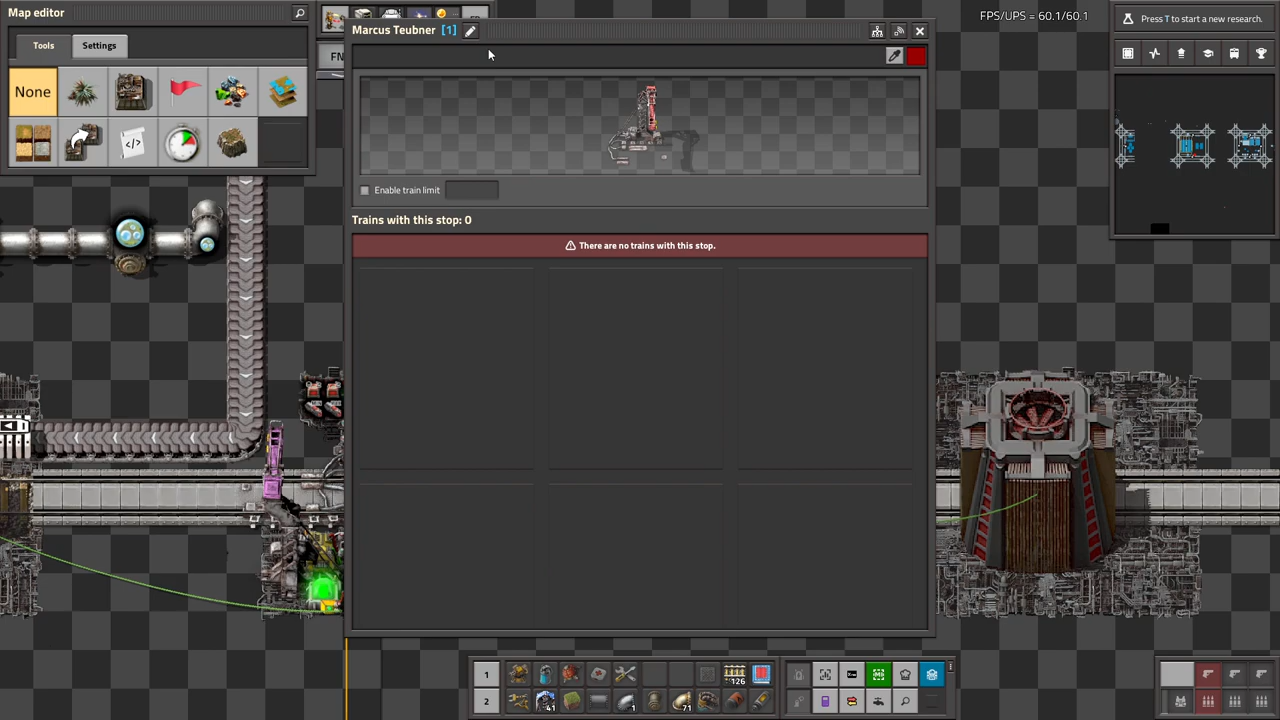 Map editor
Tools
Settings
None
FN
Marcus Teubner [1]
Enable train limit
Trains with this stop: 0
There are no trains with this stop.
FPS/UPS = 60.1/60.1
Press T to start a new research.
1
126
2
41
1
71